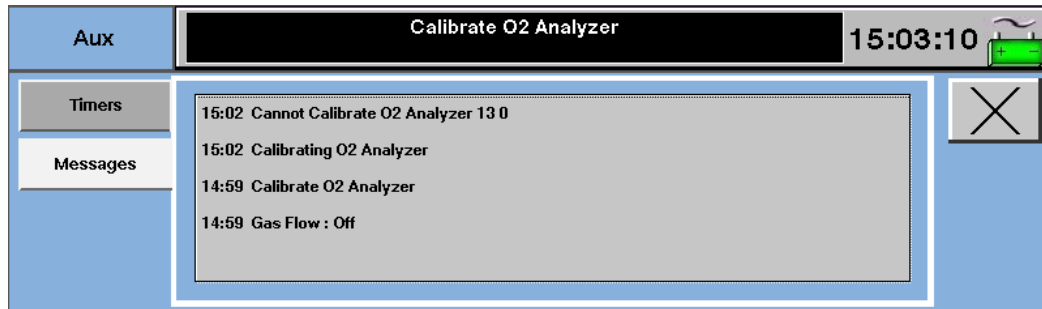 Aux
Calibrate O2 Analyzer
15:03:10
Timers
Messages
15:02 Cannot Calibrate O2 Analyzer 13 0
15:02 Calibrating O2 Analyzer
14:59 Calibrate O2 Analyzer
14:59 Gas Flow : Off